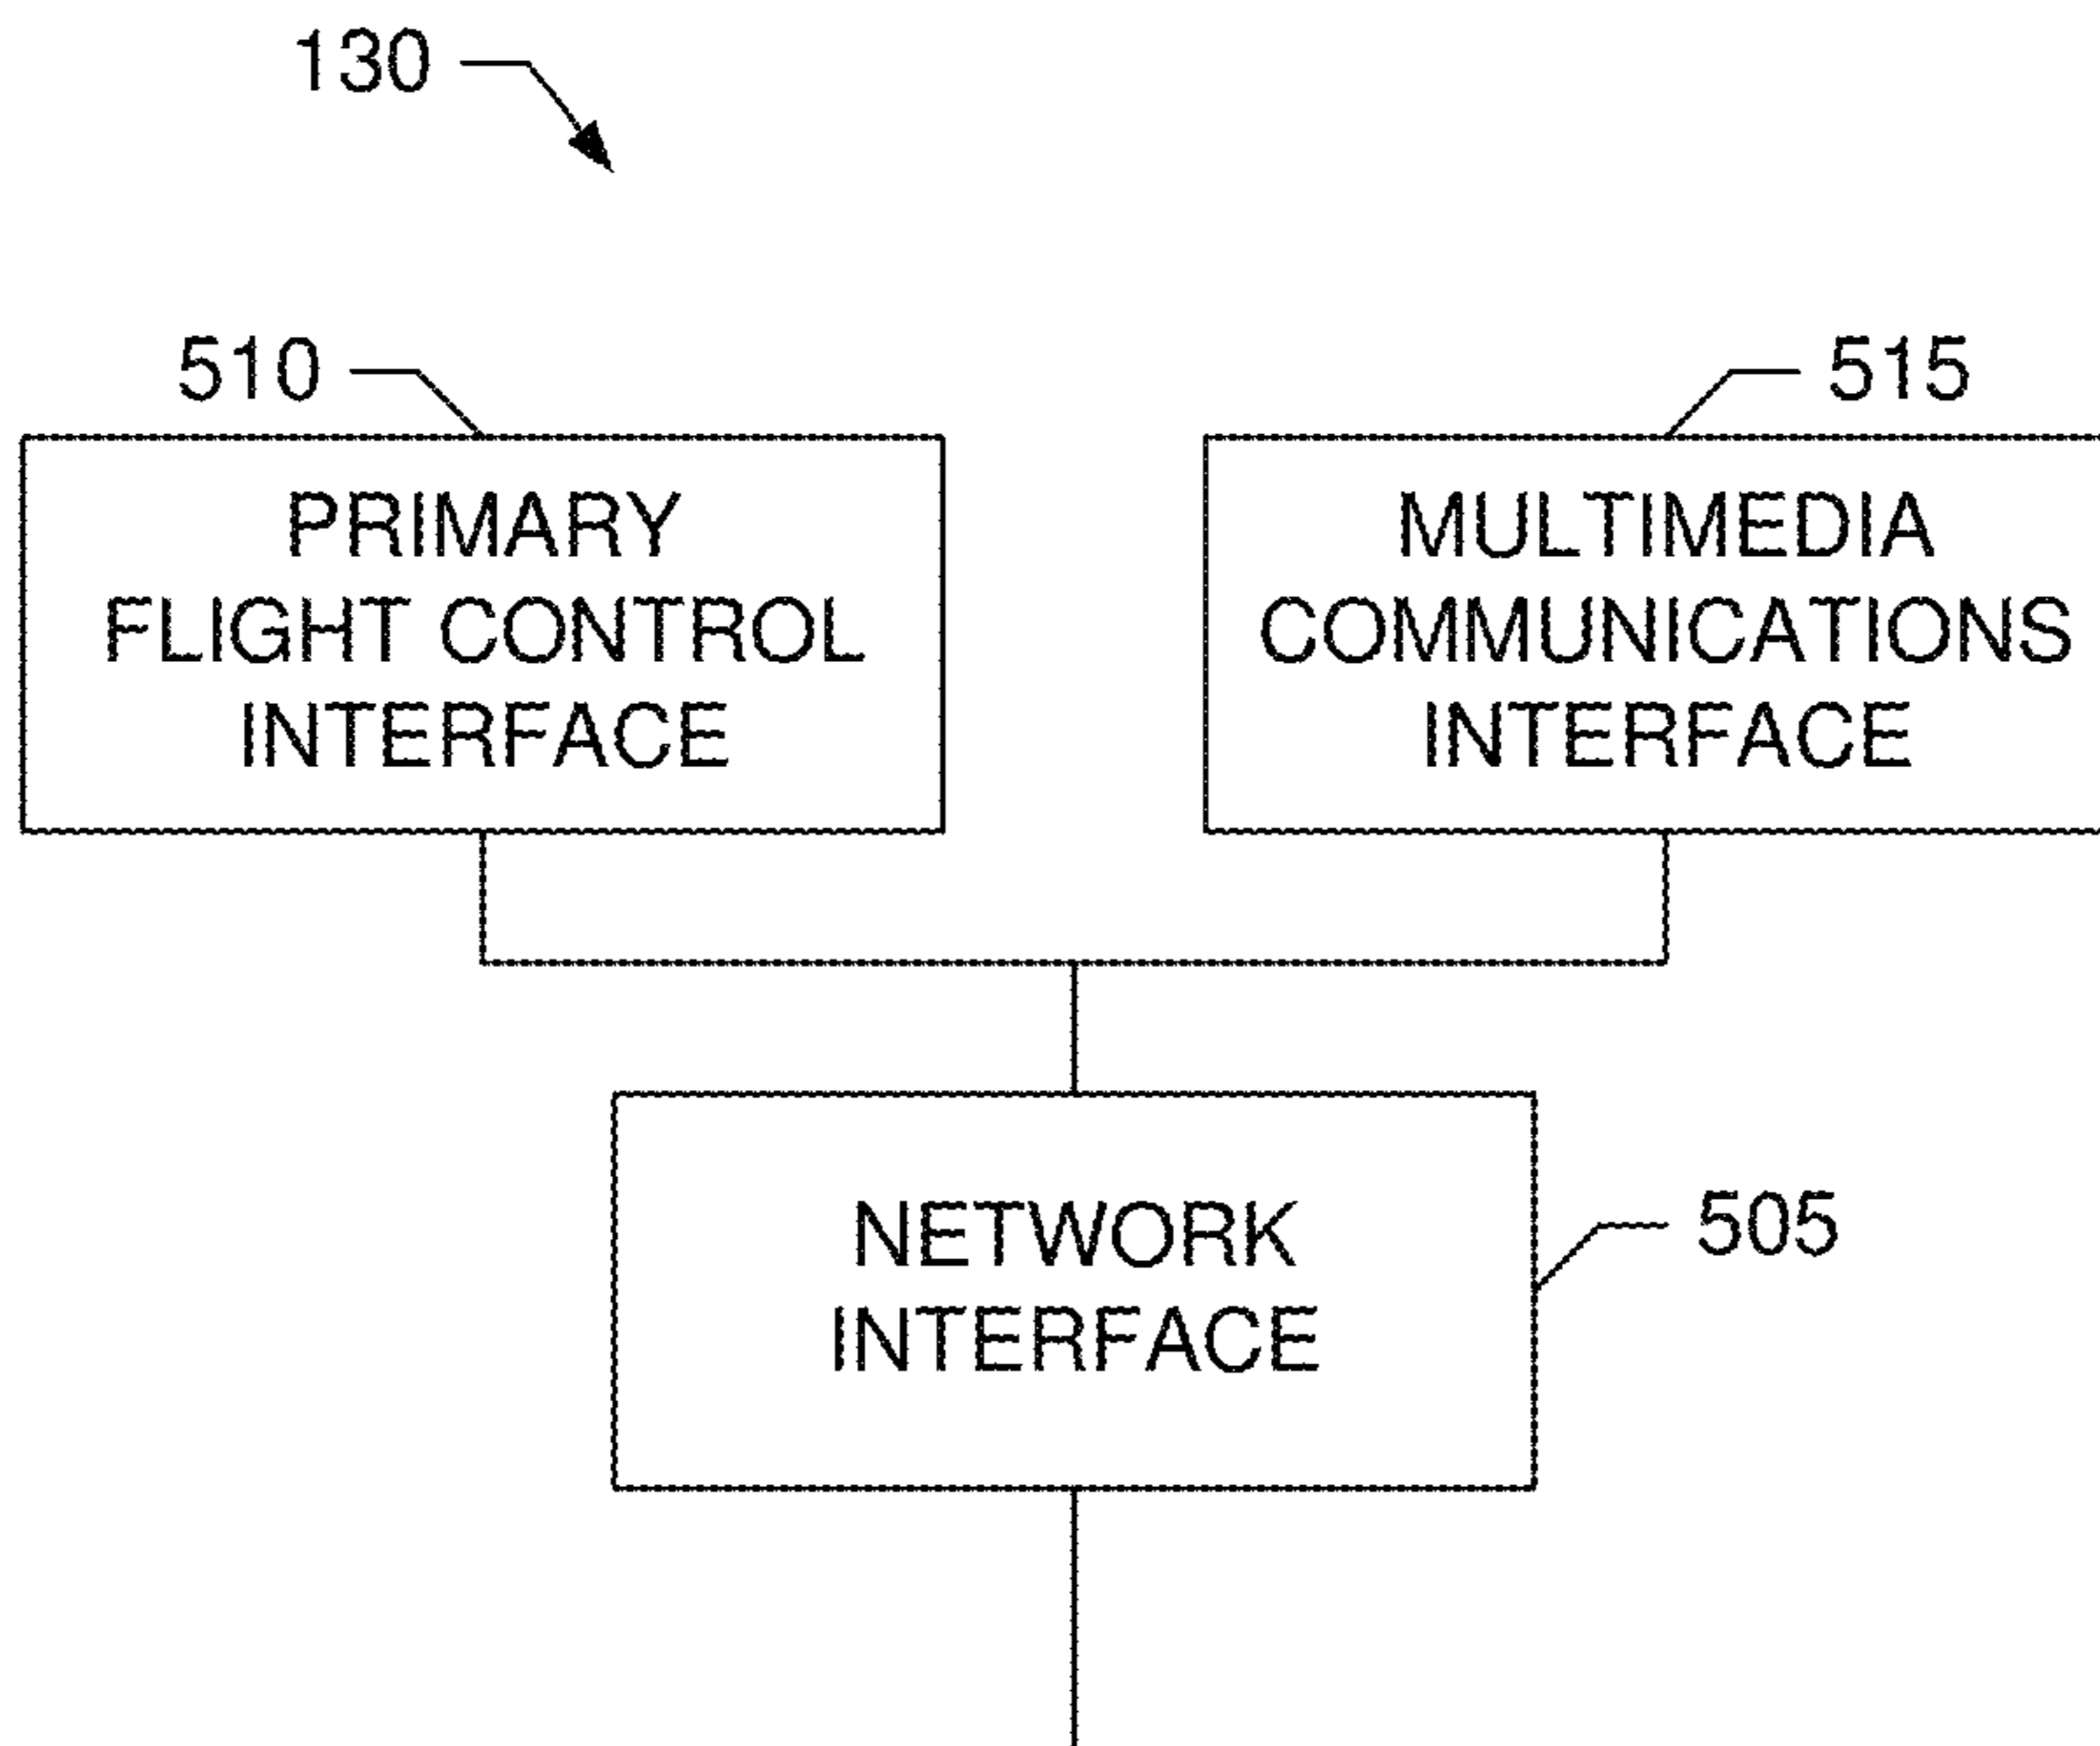 130
510
515
PRIMARY
FLIGHT CONTROL
INTERFACE
MULTIMEDIA
COMMUNICATIONS
INTERFACE
NETWORK
INTERFACE
505